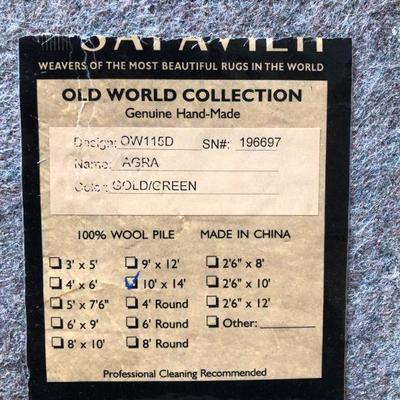 SAFAVIEH
WEAVERS OF THE MOST BEAUTIFUL RUGS IN THE WORLD
OLD WORLD COLLECTION
Genuine Hand-Made
Design: OW115D SN#: 196697
Name: AGRA
Color: GOLD/GREEN
100% WOOL PILE MADE IN CHINA
3' x 5' 9' x 12' 2'6" x 8'
4' x 6' 10' x 14' 2'6" x 10'
5' x 7'6" 4' Round 2'6" x 12'
6' x 9' 6' Round Other:
8' x 10' 8' Round
Professional Cleaning Recommended